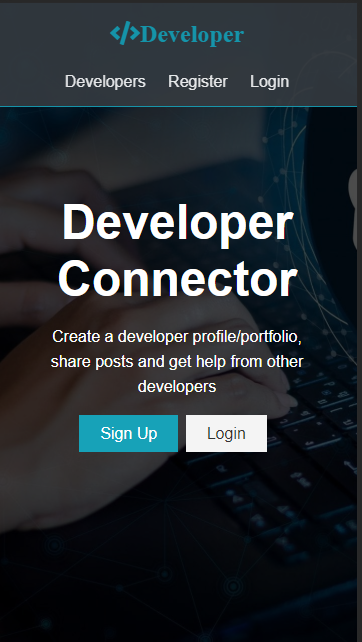 </>Developer
Developers Register Login
Developer
Connector
Create a developer profile/portfolio,
share posts and get help from other
developers
Sign Up Login